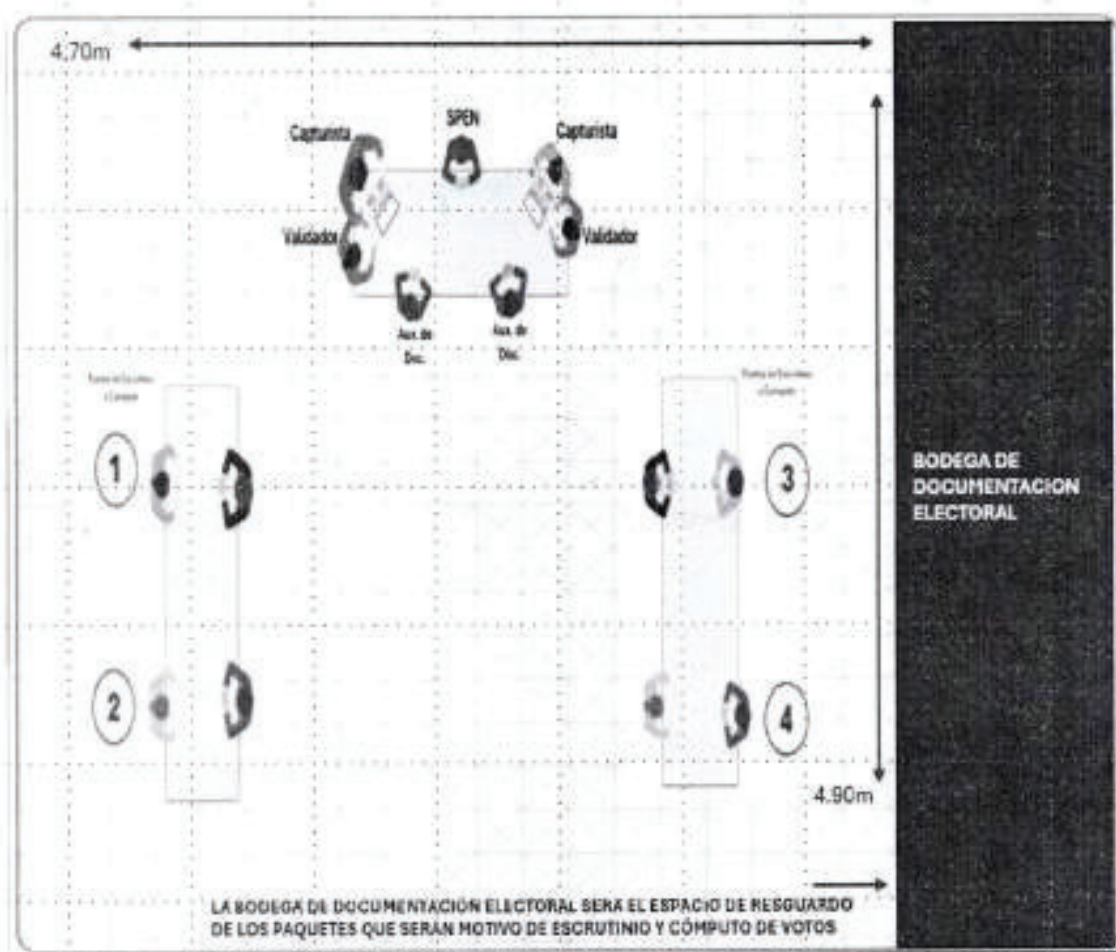 4.70m
SPEN
Capturista
Capturista
Validador
Validador
Aux. de
Doc.
Aux. de
Doc.
1
3
BODEGA DE
DOCUMENTACION
ELECTORAL
2
4
4.90m
LA BODEGA DE DOCUMENTACIÓN ELECTORAL SERA EL ESPACIO DE RESGUARDO
DE LOS PAQUETES QUE SERÁN MOTIVO DE ESCRUTINIO Y CÓMPUTO DE VOTOS